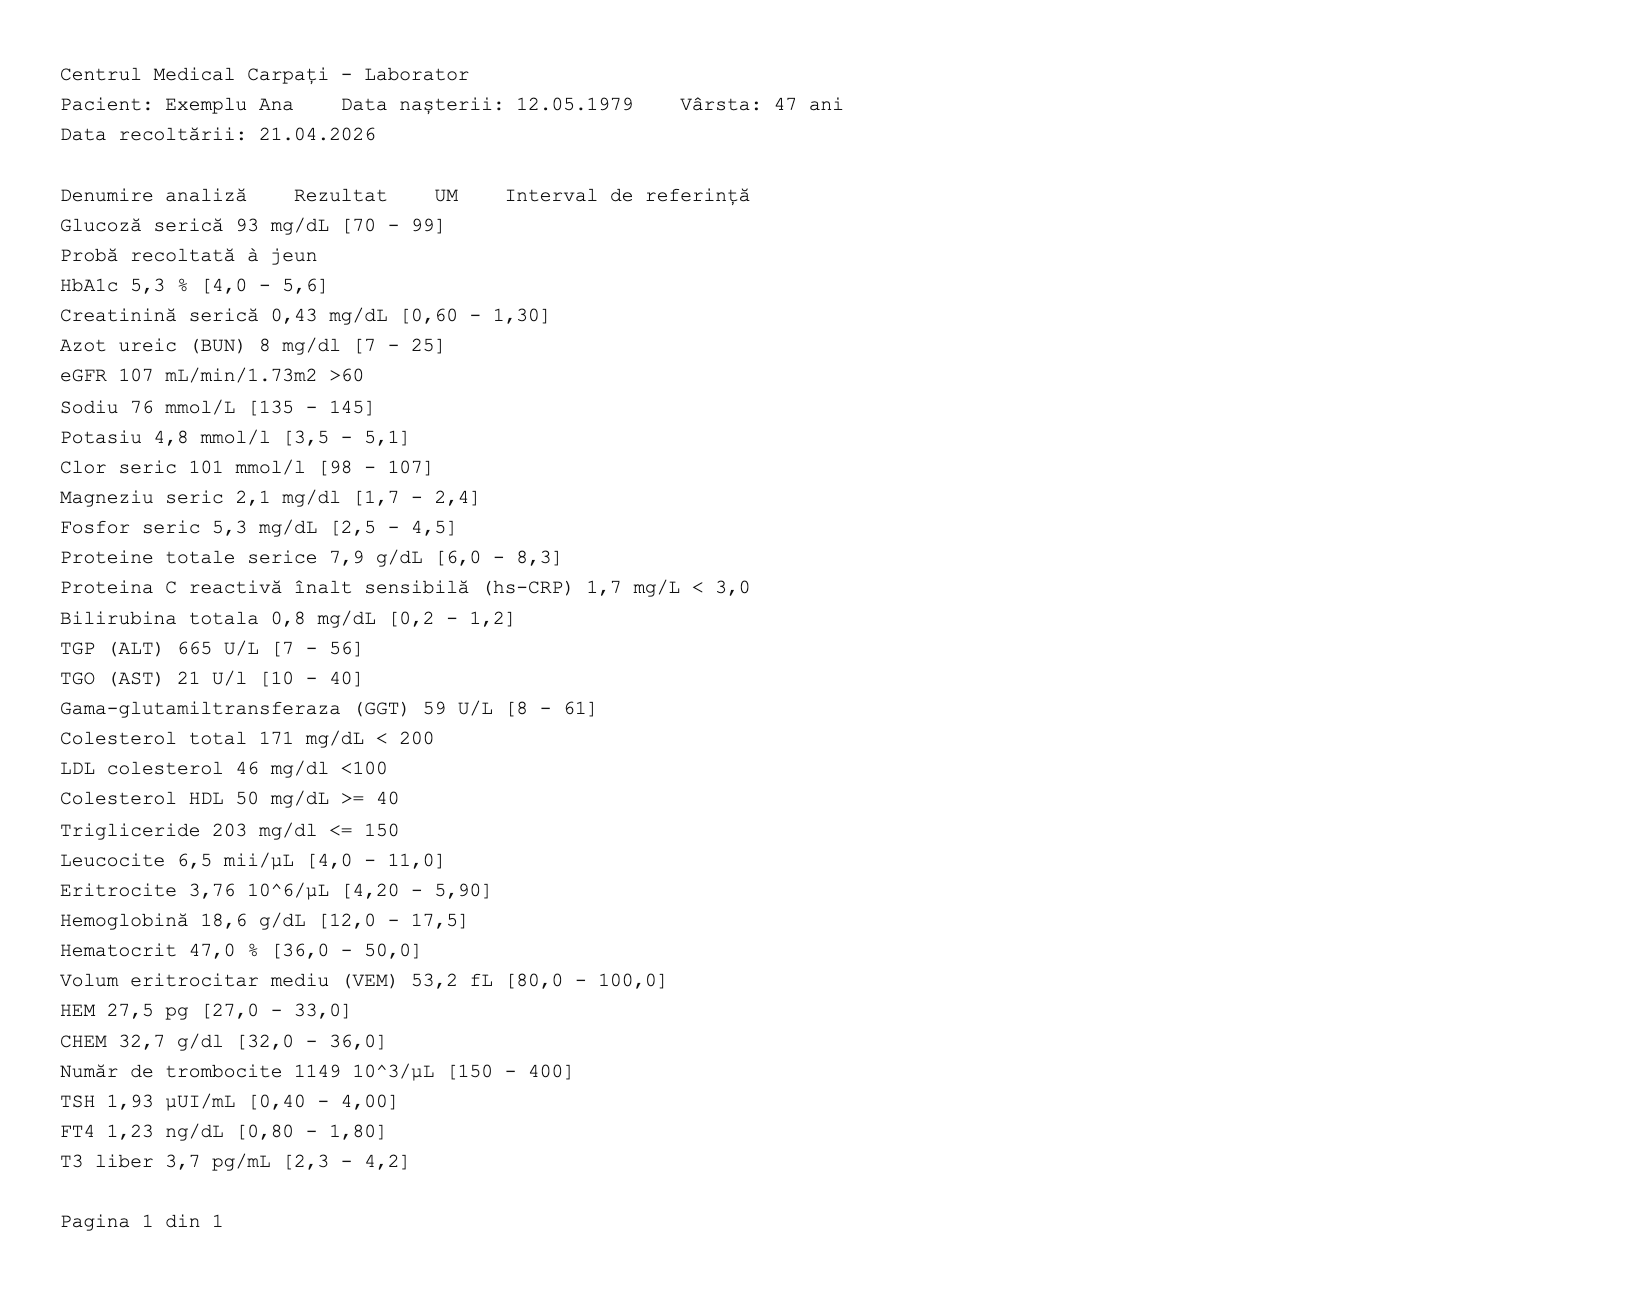 Centrul Medical Carpați - Laborator
Pacient: Exemplu Ana    Data nașterii: 12.05.1979    Vârsta: 47 ani
Data recoltării: 21.04.2026

Denumire analiză    Rezultat    UM    Interval de referință
Glucoză serică 93 mg/dL [70 - 99]
Probă recoltată à jeun
HbA1c 5,3 % [4,0 - 5,6]
Creatinină serică 0,43 mg/dL [0,60 - 1,30]
Azot ureic (BUN) 8 mg/dl [7 - 25]
eGFR 107 mL/min/1.73m2 >60
Sodiu 76 mmol/L [135 - 145]
Potasiu 4,8 mmol/l [3,5 - 5,1]
Clor seric 101 mmol/l [98 - 107]
Magneziu seric 2,1 mg/dl [1,7 - 2,4]
Fosfor seric 5,3 mg/dL [2,5 - 4,5]
Proteine totale serice 7,9 g/dL [6,0 - 8,3]
Proteina C reactivă înalt sensibilă (hs-CRP) 1,7 mg/L < 3,0
Bilirubina totala 0,8 mg/dL [0,2 - 1,2]
TGP (ALT) 665 U/L [7 - 56]
TGO (AST) 21 U/l [10 - 40]
Gama-glutamiltransferaza (GGT) 59 U/L [8 - 61]
Colesterol total 171 mg/dL < 200
LDL colesterol 46 mg/dl <100
Colesterol HDL 50 mg/dL >= 40
Trigliceride 203 mg/dl <= 150
Leucocite 6,5 mii/µL [4,0 - 11,0]
Eritrocite 3,76 10^6/µL [4,20 - 5,90]
Hemoglobină 18,6 g/dL [12,0 - 17,5]
Hematocrit 47,0 % [36,0 - 50,0]
Volum eritrocitar mediu (VEM) 53,2 fL [80,0 - 100,0]
HEM 27,5 pg [27,0 - 33,0]
CHEM 32,7 g/dl [32,0 - 36,0]
Număr de trombocite 1149 10^3/µL [150 - 400]
TSH 1,93 µUI/mL [0,40 - 4,00]
FT4 1,23 ng/dL [0,80 - 1,80]
T3 liber 3,7 pg/mL [2,3 - 4,2]

Pagina 1 din 1